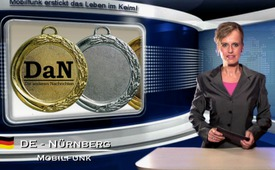 Mobilfunk erstickt das Leben im Keim!
DaN
DE - NÜRNBERG
MOBILFUNK